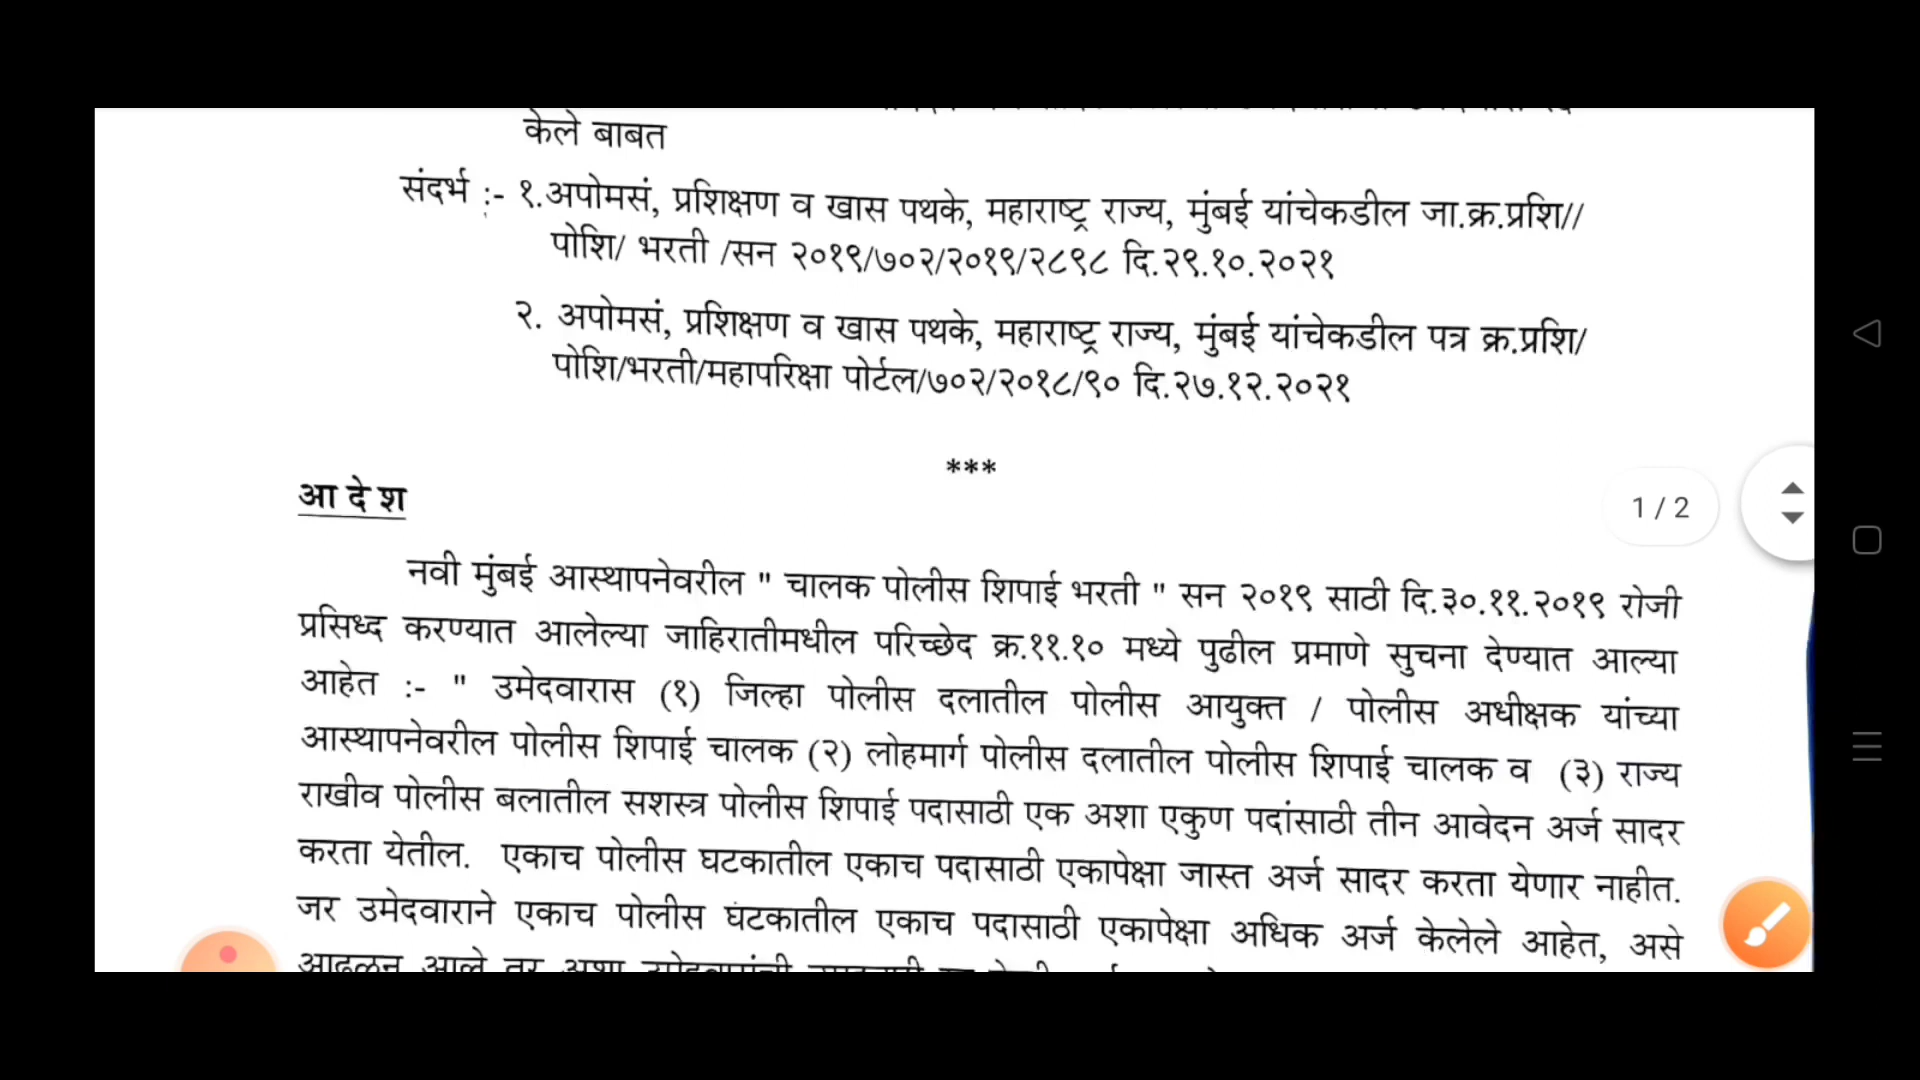 केले बाबत
संदर्भ :- १.अपोमसं, प्रशिक्षण व खास पथके, महाराष्ट्र राज्य, मुंबई यांचेकडील जा.क्र.प्रशि//
पोशि/ भरती /सन २०१९/७०२/२०१९/२८९८ दि.२९.१०.२०२१
२. अपोमसं, प्रशिक्षण व खास पथके, महाराष्ट्र राज्य, मुंबई यांचेकडील पत्र क्र.प्रशि/
पोशि/भरती/महापरिक्षा पोर्टल/७०२/२०१८/९० दि.२७.१२.२०२१
***
आ दे श
1 / 2
नवी मुंबई आस्थापनेवरील " चालक पोलीस शिपाई भरती " सन २०१९ साठी दि.३०.११.२०१९ रोजी
प्रसिध्द करण्यात आलेल्या जाहिरातीमधील परिच्छेद क्र.११.१० मध्ये पुढील प्रमाणे सुचना देण्यात आल्या
आहेत :- " उमेदवारास (१) जिल्हा पोलीस दलातील पोलीस आयुक्त / पोलीस अधीक्षक यांच्या
आस्थापनेवरील पोलीस शिपाई चालक (२) लोहमार्ग पोलीस दलातील पोलीस शिपाई चालक व (३) राज्य
राखीव पोलीस बलातील सशस्त्र पोलीस शिपाई पदासाठी एक अशा एकुण पदांसाठी तीन आवेदन अर्ज सादर
करता येतील. एकाच पोलीस घटकातील एकाच पदासाठी एकापेक्षा जास्त अर्ज सादर करता येणार नाहीत.
जर उमेदवाराने एकाच पोलीस घटकातील एकाच पदासाठी एकापेक्षा अधिक अर्ज केलेले आहेत, असे
आढळुन आले तर अशा